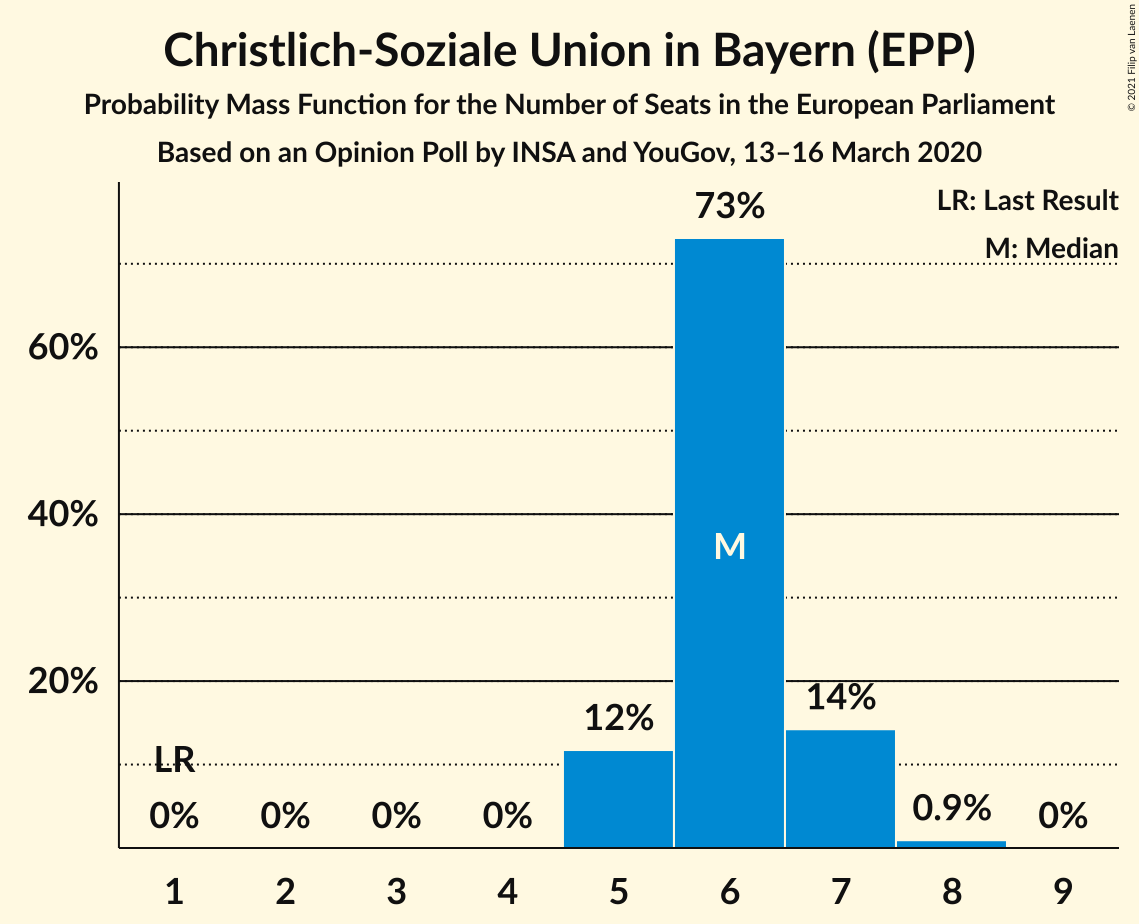 Christlich-Soziale Union in Bayern (EPP)
Probability Mass Function for the Number of Seats in the European Parliament
Based on an Opinion Poll by INSA and YouGov, 13–16 March 2020
© 2021 Filip van Laenen
LR: Last Result
M: Median
73%
60%
40%
M
20%
14%
12%
LR
0% 0% 0% 0% 0.9% 0%
1 2 3 4 5 6 7 8 9